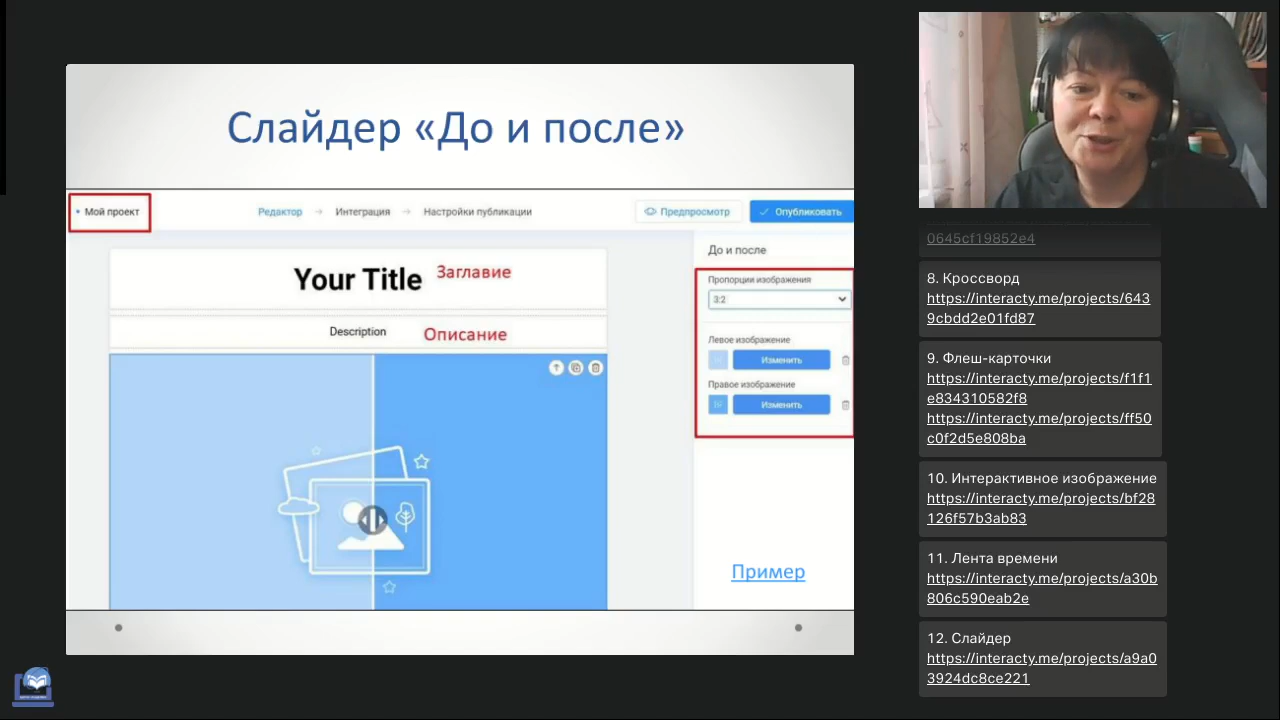 Слайдер «До и после»
Мой проект
Редактор → Интеграция → Настройки публикации
Предпросмотр
Опубликовать
Your Title
Заглавие
Description
Описание
До и после
Пропорции изображения
3:2
Левое изображение
Изменить
Правое изображение
Изменить
Пример
0645cf19852e4
8. Кроссворд
https://interacty.me/projects/643
9cbdd2e01fd87
9. Флеш-карточки
https://interacty.me/projects/f1f1
e834310582f8
https://interacty.me/projects/ff50
c0f2d5e808ba
10. Интерактивное изображение
https://interacty.me/projects/bf28
126f57b3ab83
11. Лента времени
https://interacty.me/projects/a30b
806c590eab2e
12. Слайдер
https://interacty.me/projects/a9a0
3924dc8ce221